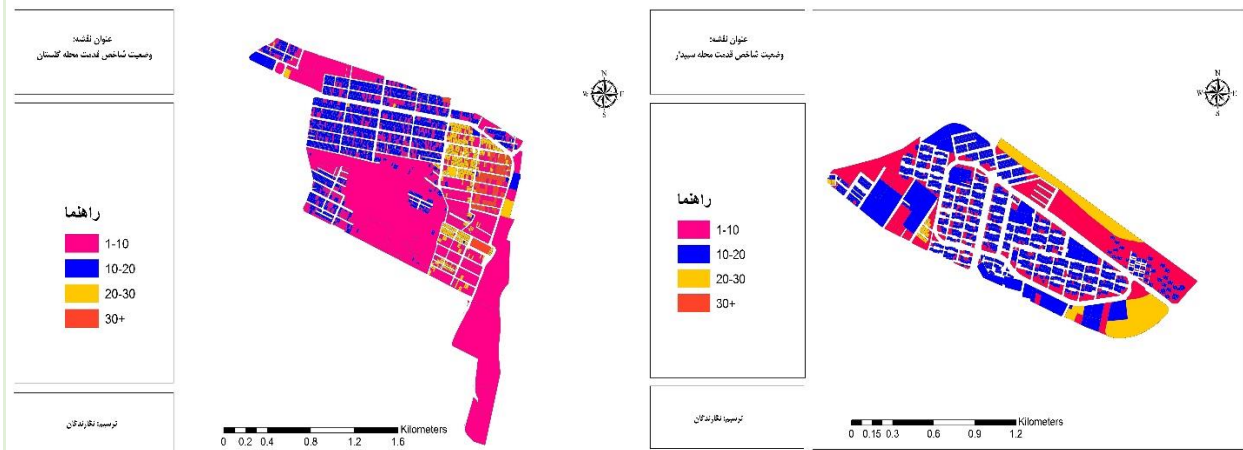 عنوان نقشه:
وضعیت شاخص قدمت محله گلستان
N
W E
S
راهنما
1-10
10-20
20-30
30+
ترسیم: نگارندگان
Kilometers
0 0.2 0.4 0.8 1.2 1.6
عنوان نقشه:
وضعیت شاخص قدمت محله سپیدار
N
W E
S
راهنما
1-10
10-20
20-30
30+
ترسیم: نگارندگان
Kilometers
0 0.15 0.3 0.6 0.9 1.2